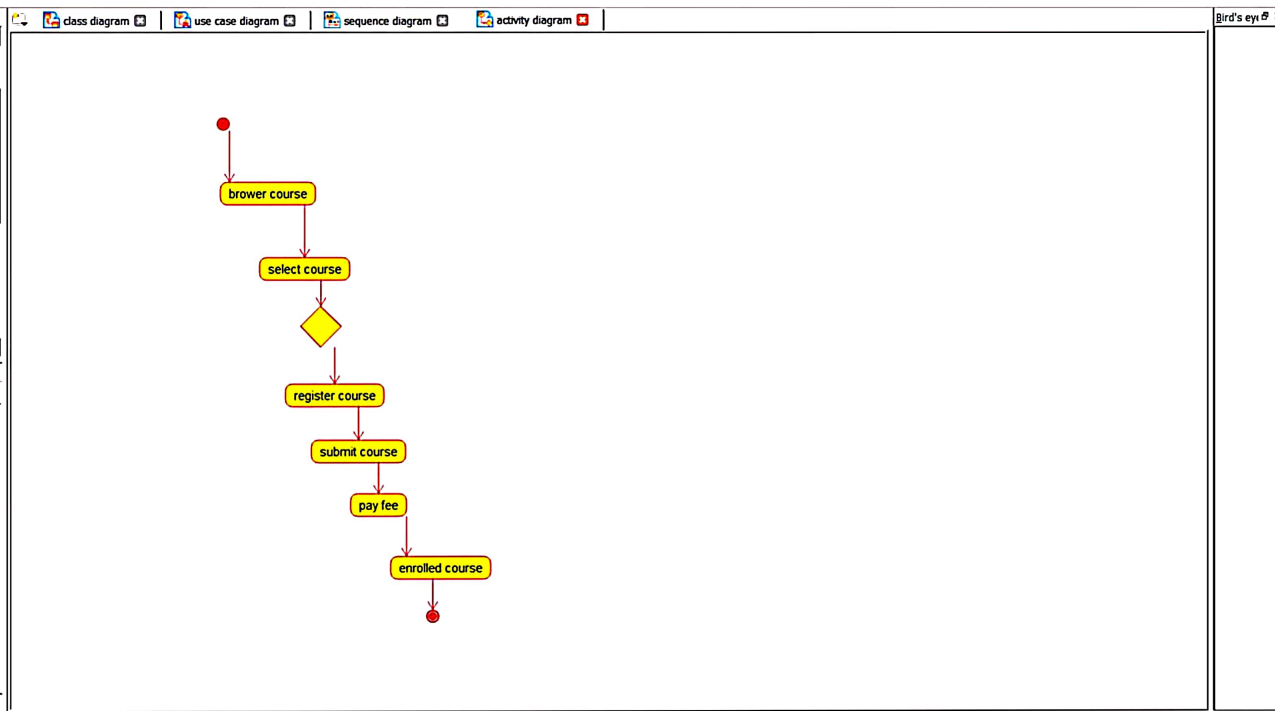 class diagram
use case diagram
sequence diagram
activity diagram
Bird's eye
brower course
select course
register course
submit course
pay fee
enrolled course